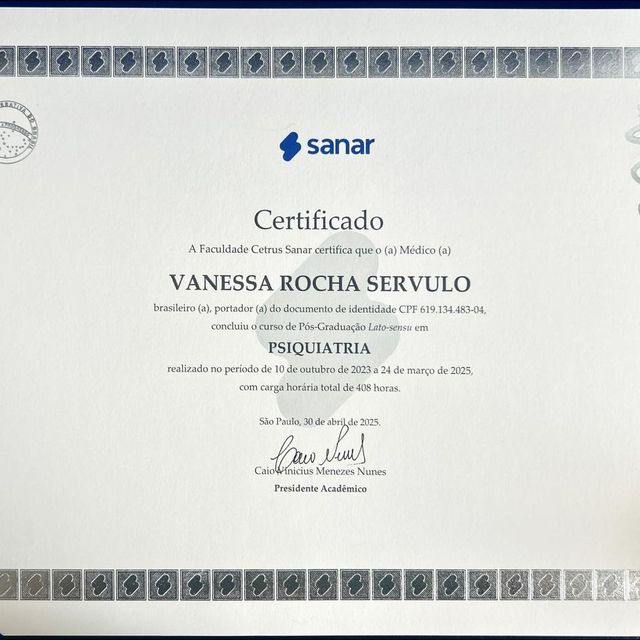 sanar
Certificado
A Faculdade Cetrus Sanar certifica que o (a) Médico (a)
VANESSA ROCHA SERVULO
brasileiro (a), portador (a) do documento de identidade CPF 619.134.483-04,
concluiu o curso de Pós-Graduação Lato-sensu em
PSIQUIATRIA
realizado no período de 10 de outubro de 2023 a 24 de março de 2025,
com carga horária total de 408 horas.
São Paulo, 30 de abril de 2025.
Caio Vinicius Menezes Nunes
Presidente Acadêmico